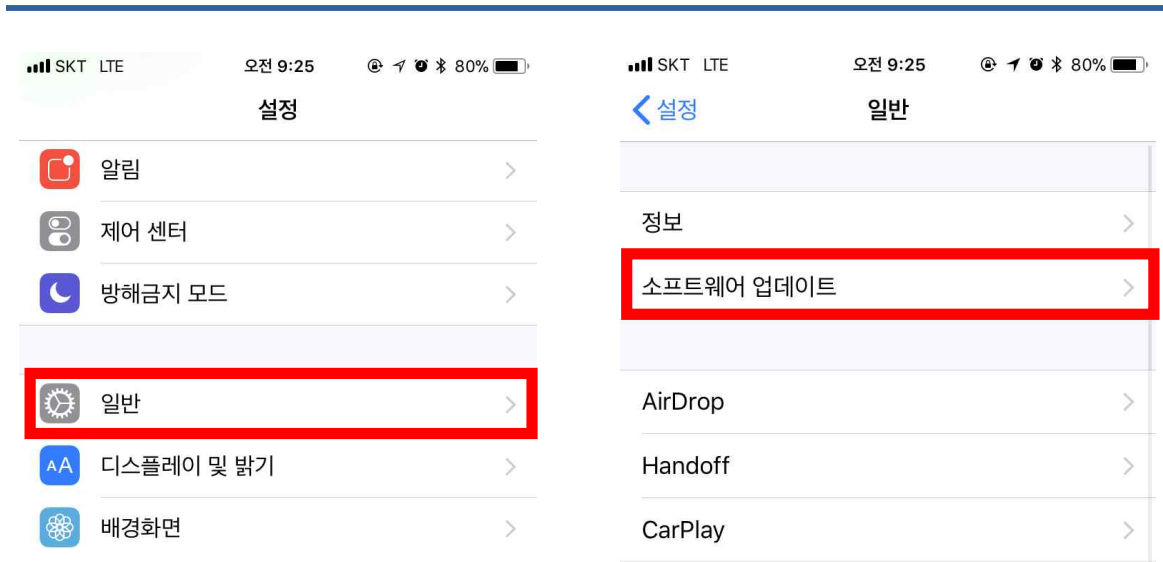 SKT LTE 오전 9:25 80%
설정
알림
제어 센터
방해금지 모드
일반
AA 디스플레이 및 밝기
배경화면
SKT LTE 오전 9:25 80%
설정 일반
정보
소프트웨어 업데이트
AirDrop
Handoff
CarPlay